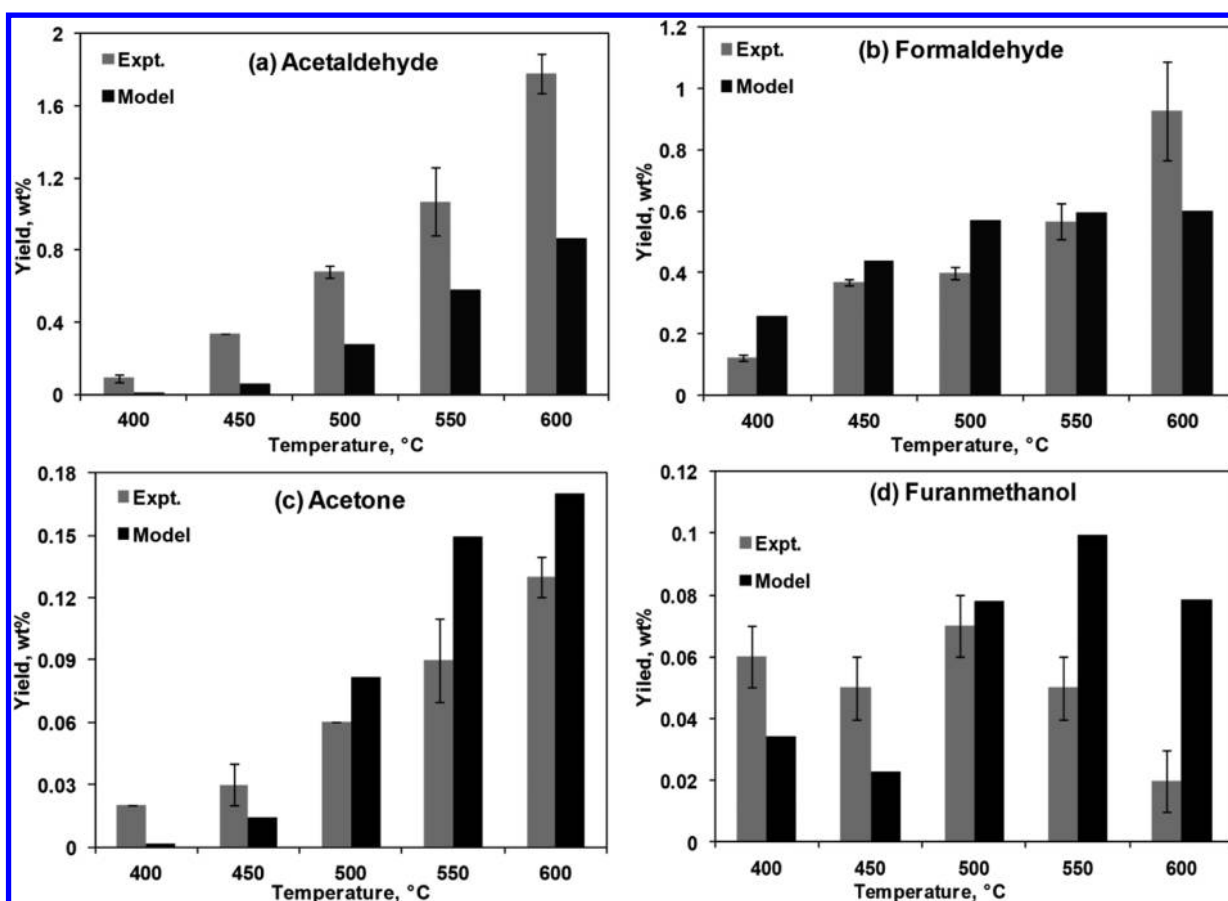 (a) Acetaldehyde
Expt.
Model
Yield, wt%
2
1.6
1.2
0.8
0.4
0
400 450 500 550 600
Temperature, °C
(b) Formaldehyde
Expt.
Model
Yield, wt%
1.2
1
0.8
0.6
0.4
0.2
0
400 450 500 550 600
Temperature, °C
(c) Acetone
Expt.
Model
Yield, wt%
0.18
0.15
0.12
0.09
0.06
0.03
0
400 450 500 550 600
Temperature, °C
(d) Furanmethanol
Expt.
Model
Yiled, wt%
0.12
0.1
0.08
0.06
0.04
0.02
0
400 450 500 550 600
Temperature, °C